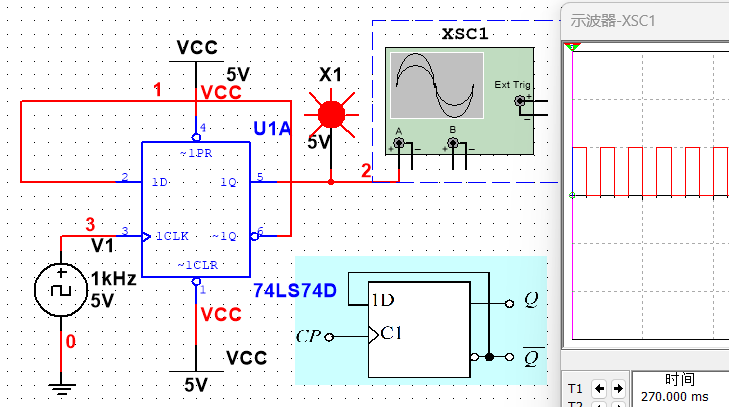 示波器-XSC1
XSC1
VCC
5V
X1
Ext Trig
1
VCC
U1A
5V
A
B
4
~1PR
2
1D
1Q
5
2
3
3
1CLK
~1Q
6
V1
~1CLR
1kHz
5V
1
74LS74D
VCC
0
VCC
5V
1D
Q
CP
C1
Q
T1
时间
270.000 ms
T2